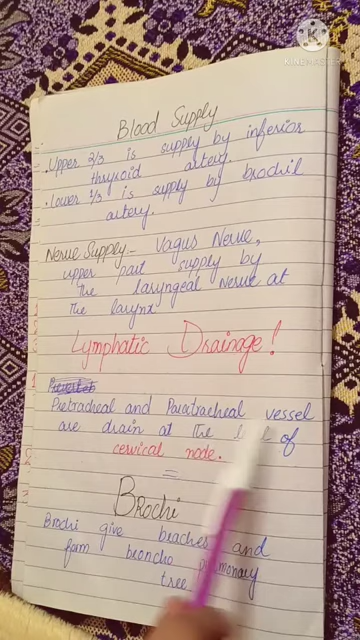 KINEMASTER
Blood Supply
. Upper 2/3 is supply by inferior
thyroid artery.
. Lower 1/3 is supply by brochil
artery.
Nerve Supply - Vagus Nerve,
upper part supply by
the laryngeal Nerve at
the larynx
Lymphatic Drainage!
Pretracheal and Paratracheal vessel
are drain at the of
cervical node.
=
Brochi
Brochi give braches and
form broncho pulmonary
tree